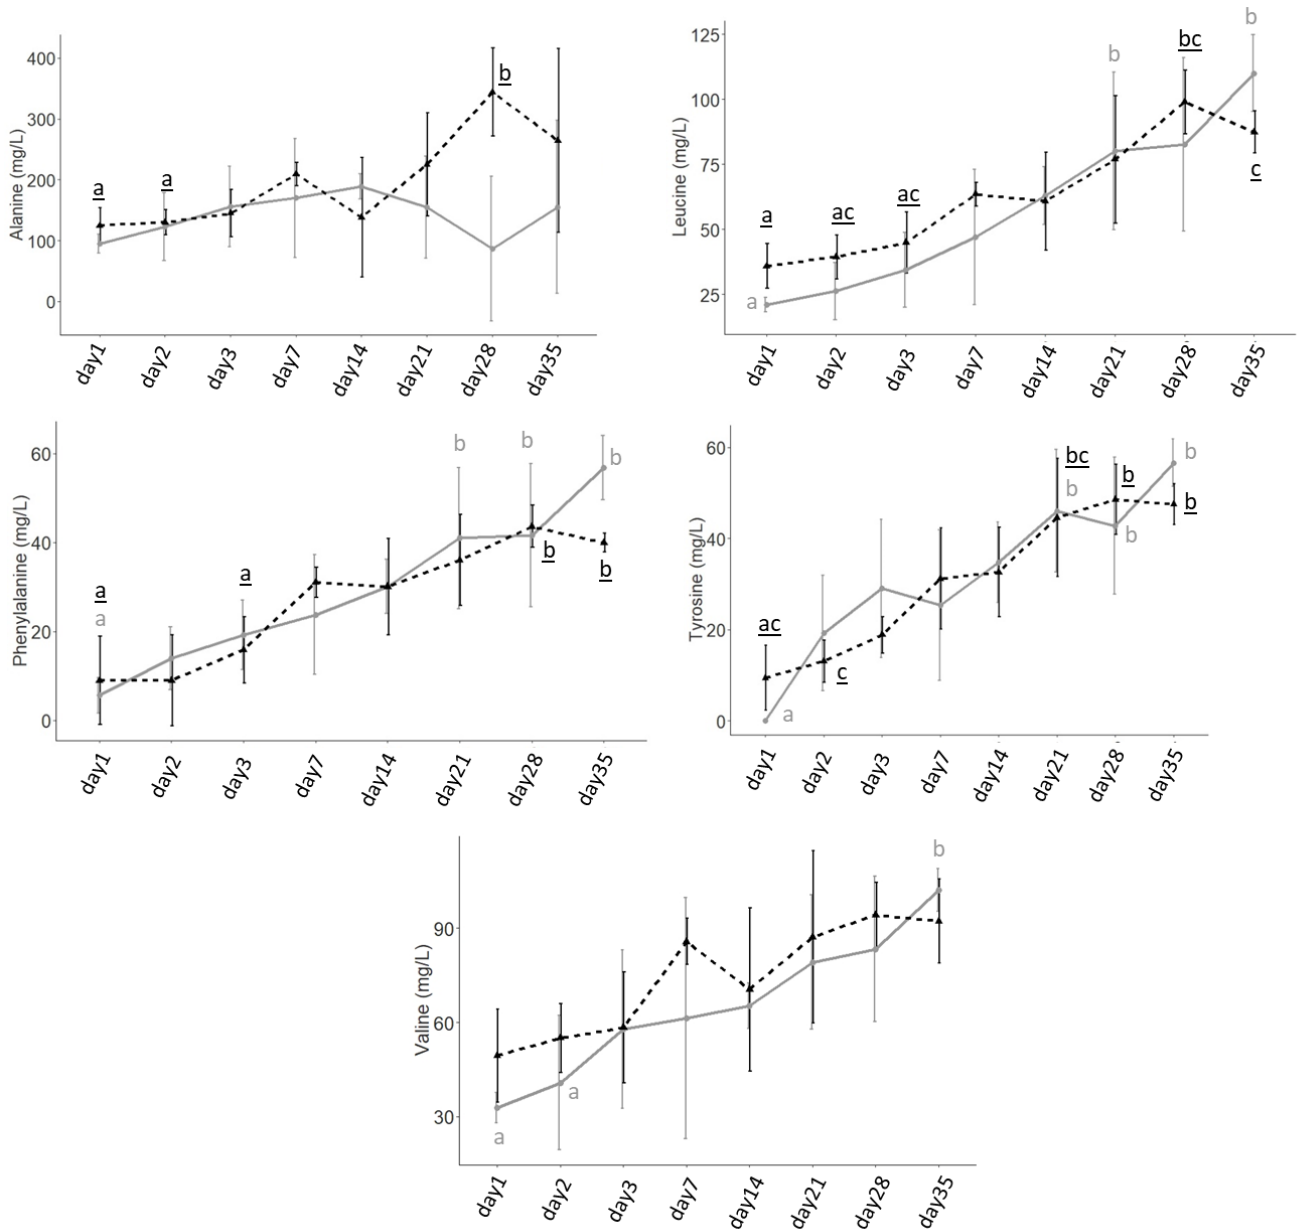 Alanine (mg/L)
400
300
200
100
0
a
a
b
day1 day2 day3 day7 day14 day21 day28 day35
Leucine (mg/L)
125
100
75
50
25
a
a
ac
ac
b
bc
b
c
day1 day2 day3 day7 day14 day21 day28 day35
Phenylalanine (mg/L)
60
40
20
0
a
a
a
b
b
b
b
b
day1 day2 day3 day7 day14 day21 day28 day35
Tyrosine (mg/L)
60
40
20
0
ac
a
c
bc
b
b
b
b
b
day1 day2 day3 day7 day14 day21 day28 day35
Valine (mg/L)
90
60
30
a
a
b
day1 day2 day3 day7 day14 day21 day28 day35